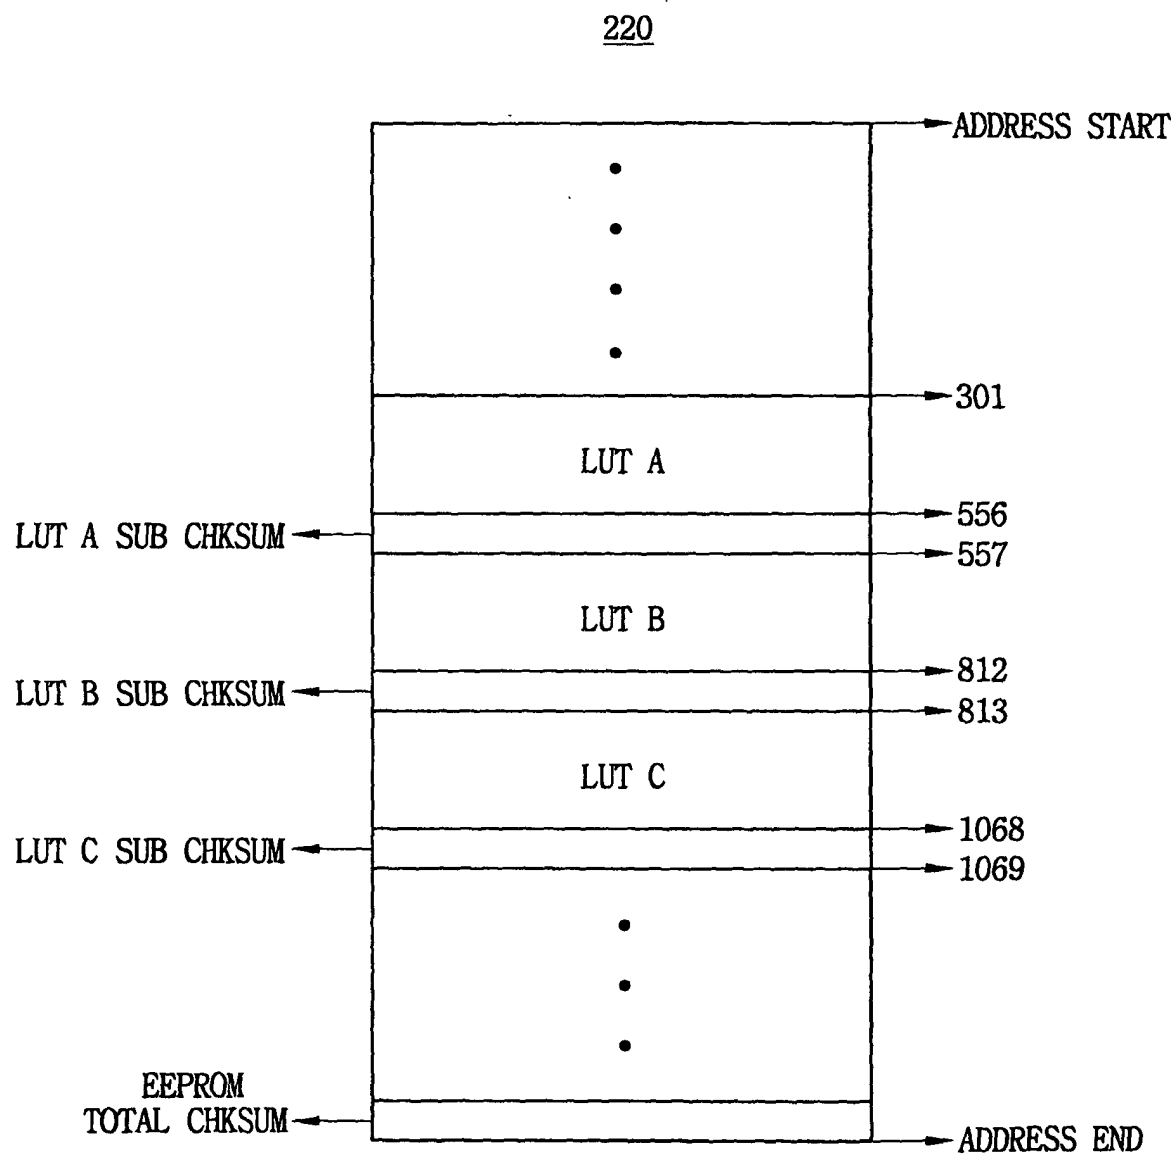 220
ADDRESS START
301
LUT A
556
LUT A SUB CHKSUM
557
LUT B
812
LUT B SUB CHKSUM
813
LUT C
1068
LUT C SUB CHKSUM
1069
EEPROM
TOTAL CHKSUM
ADDRESS END